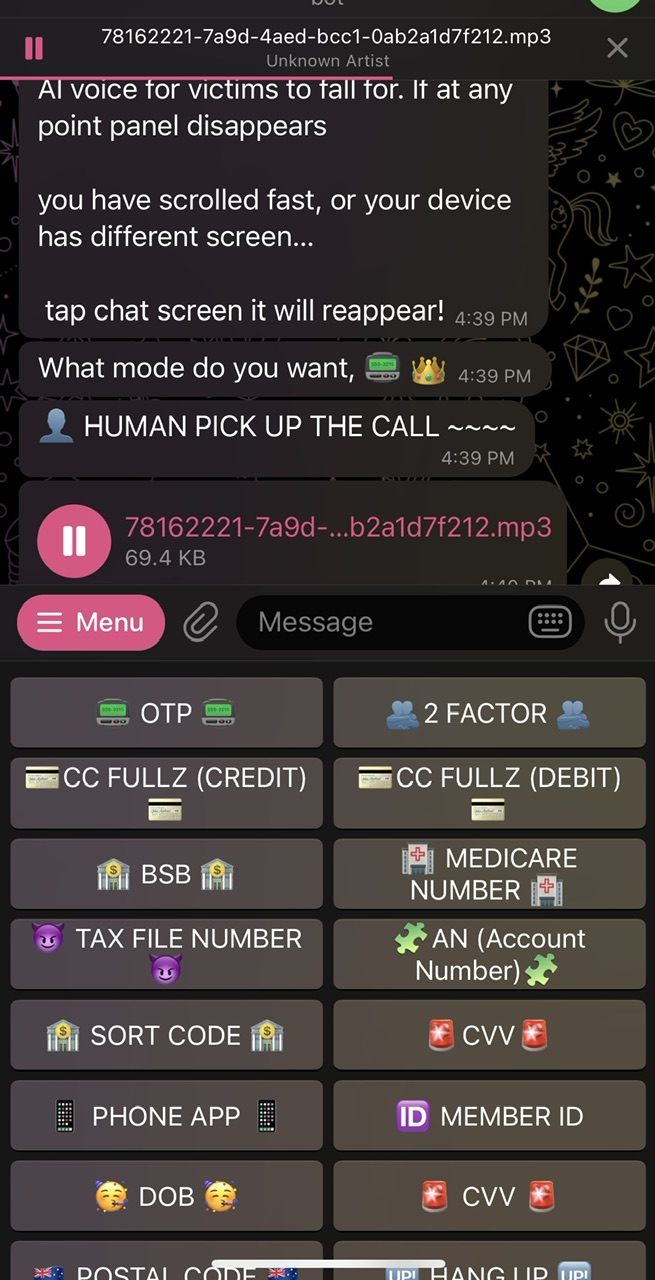 bot
78162221-7a9d-4aed-bcc1-0ab2a1d7f212.mp3
Unknown Artist
AI voice for victims to fall for. If at any
point panel disappears
you have scrolled fast, or your device
has different screen...
tap chat screen it will reappear! 4:39 PM
What mode do you want, 📟 👑 4:39 PM
👤 HUMAN PICK UP THE CALL ~~~~
4:39 PM
78162221-7a9d-...b2a1d7f212.mp3
69.4 KB
4:40 PM
Menu
Message
📟 OTP 📟
👥 2 FACTOR 👥
💳CC FULLZ (CREDIT)
💳
💳CC FULLZ (DEBIT)
💳
🏦 BSB 🏦
🏥 MEDICARE
NUMBER 🏥
😈 TAX FILE NUMBER
😈
🧩 AN (Account
Number)🧩
🏦 SORT CODE 🏦
🚨 CVV 🚨
📱 PHONE APP 📱
🆔 MEMBER ID
🥳 DOB 🥳
🚨 CVV 🚨
🇦🇺 POSTAL CODE 🇦🇺
🆙 HANG UP 🆙